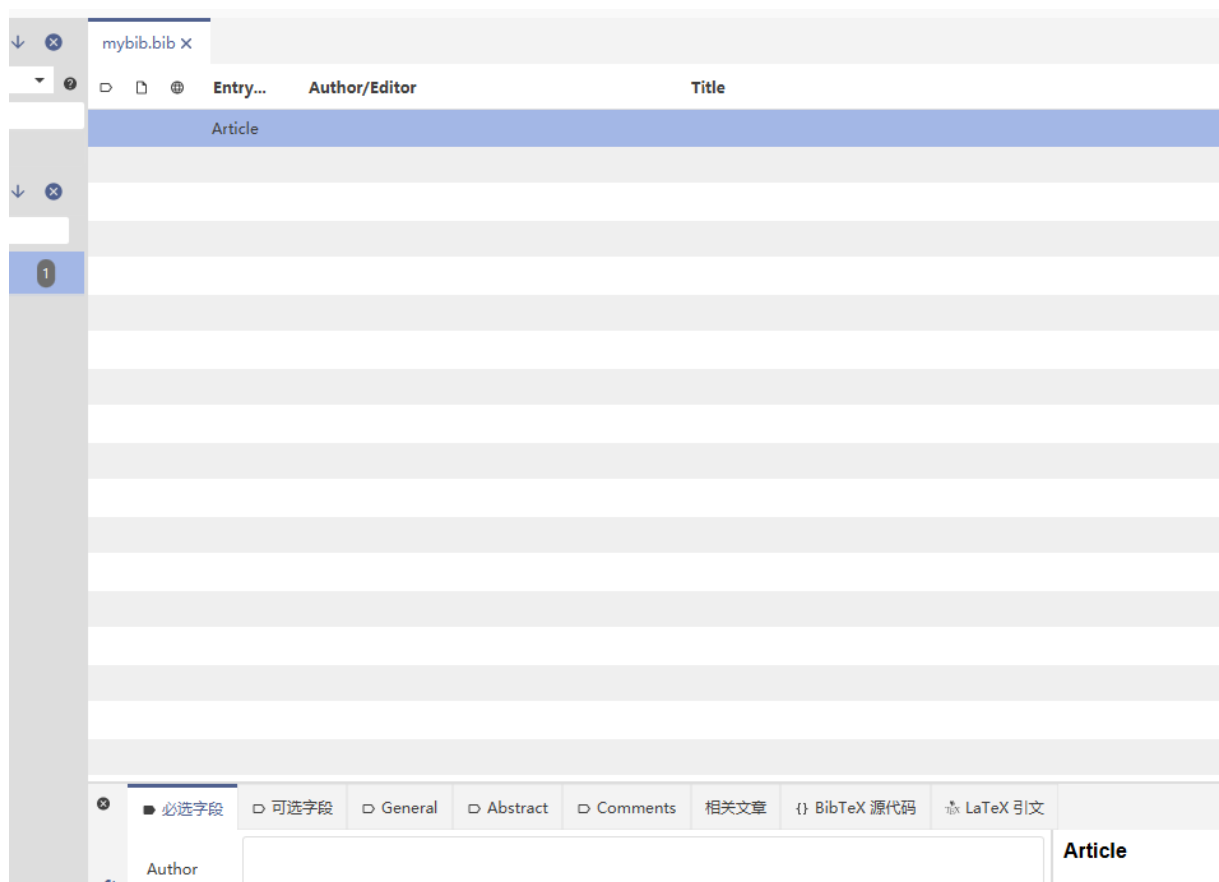 mybib.bib
Entry... Author/Editor Title
Article
1
必选字段 可选字段 General Abstract Comments 相关文章 {} BibTeX 源代码 LaTeX 引文
Author
Article